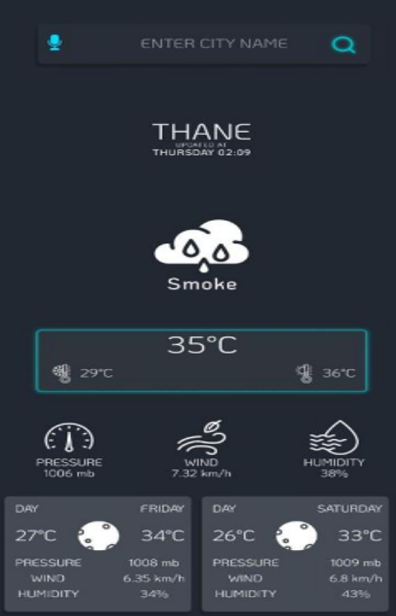 ENTER CITY NAME
THANE
UPDATED AT
THURSDAY 02:09
Smoke
35°C
29°C 36°C
PRESSURE WIND HUMIDITY
1006 mb 7.32 km/h 38%
DAY FRIDAY
27°C 34°C
PRESSURE 1008 mb
WIND 6.35 km/h
HUMIDITY 34%
DAY SATURDAY
26°C 33°C
PRESSURE 1009 mb
WIND 6.8 km/h
HUMIDITY 43%